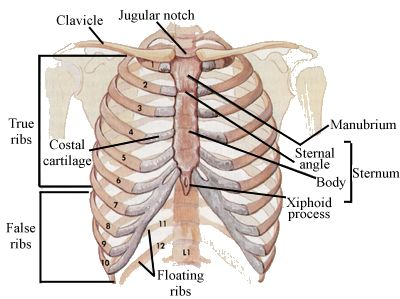 Clavicle
Jugular notch
True
ribs
Costal
cartilage
Manubrium
Sternal
angle
Body
Sternum
Xiphoid
process
False
ribs
Floating
ribs
1
2
3
4
5
6
7
8
9
10
11
12
L1